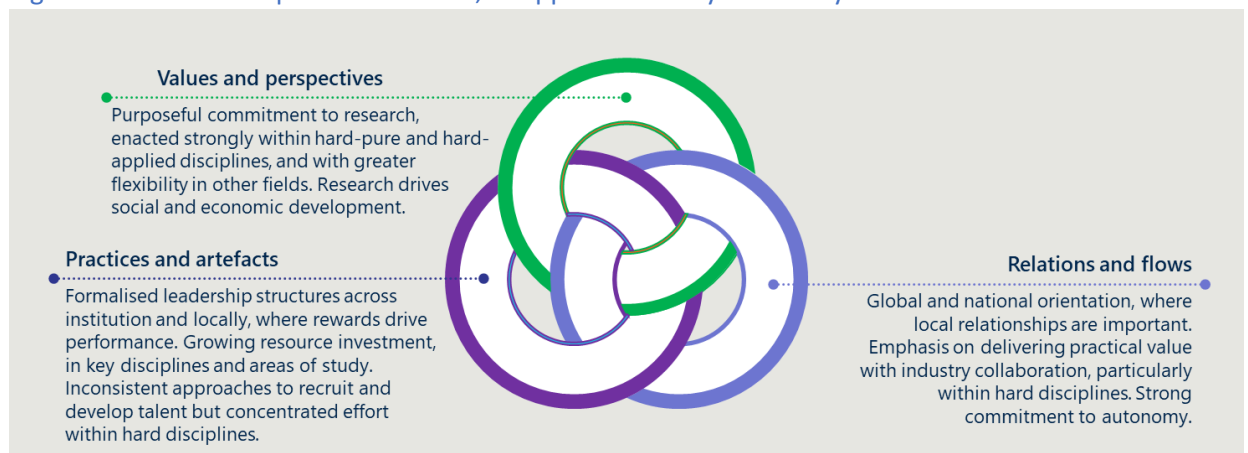 Values and perspectives
Purposeful commitment to research,
enacted strongly within hard-pure and hard-
applied disciplines, and with greater
flexibility in other fields. Research drives
social and economic development.
Practices and artefacts
Formalised leadership structures across
institution and locally, where rewards drive
performance. Growing resource investment,
in key disciplines and areas of study.
Inconsistent approaches to recruit and
develop talent but concentrated effort
within hard disciplines.
Relations and flows
Global and national orientation, where
local relationships are important.
Emphasis on delivering practical value
with industry collaboration, particularly
within hard disciplines. Strong
commitment to autonomy.